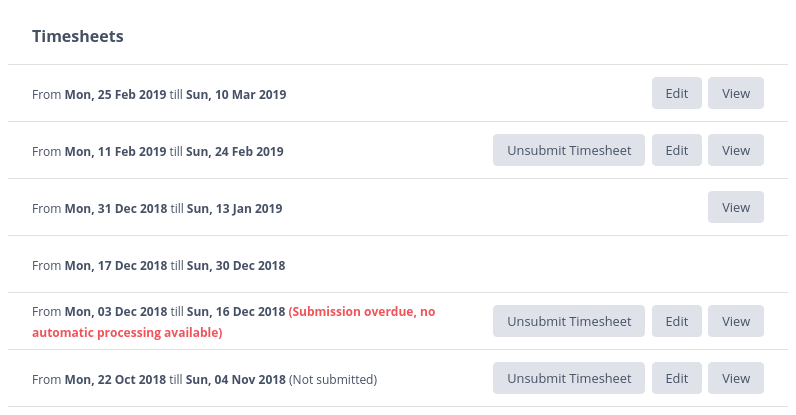 Timesheets
From Mon, 25 Feb 2019 till Sun, 10 Mar 2019 Edit View
From Mon, 11 Feb 2019 till Sun, 24 Feb 2019 Unsubmit Timesheet Edit View
From Mon, 31 Dec 2018 till Sun, 13 Jan 2019 View
From Mon, 17 Dec 2018 till Sun, 30 Dec 2018
From Mon, 03 Dec 2018 till Sun, 16 Dec 2018 (Submission overdue, no
automatic processing available) Unsubmit Timesheet Edit View
From Mon, 22 Oct 2018 till Sun, 04 Nov 2018 (Not submitted) Unsubmit Timesheet Edit View